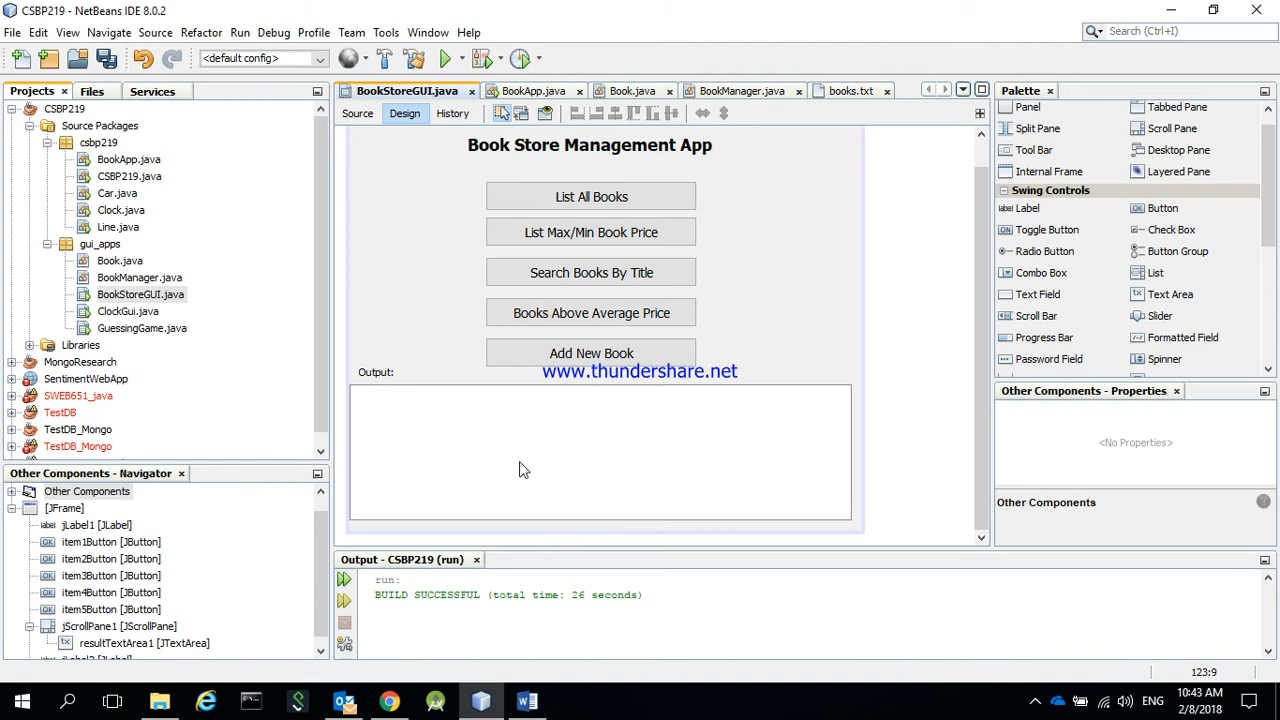 CSBP219 - NetBeans IDE 8.0.2
File Edit View Navigate Source Refactor Run Debug Profile Team Tools Window Help
Search (Ctrl+I)
<default config>
Projects Files Services
CSBP219
Source Packages
csbp219
BookApp.java
CSBP219.java
Car.java
Clock.java
Line.java
gui_apps
Book.java
BookManager.java
BookStoreGUI.java
ClockGui.java
GuessingGame.java
Libraries
MongoResearch
SentimentWebApp
SWEB651_java
TestDB
TestDB_Mongo
TestDB_Mongo
Other Components - Navigator
Other Components
[JFrame]
label jLabel1 [JLabel]
OK item1Button [JButton]
OK item2Button [JButton]
OK item3Button [JButton]
OK item4Button [JButton]
OK item5Button [JButton]
jScrollPane1 [JScrollPane]
tx resultTextArea1 [JTextArea]
BookStoreGUI.java BookApp.java Book.java BookManager.java books.txt
Source Design History
Book Store Management App
List All Books
List Max/Min Book Price
Search Books By Title
Books Above Average Price
Add New Book
Output:
www.thundershare.net
Output - CSBP219 (run)
run:
BUILD SUCCESSFUL (total time: 26 seconds)
Palette
Panel Tabbed Pane
Split Pane Scroll Pane
Tool Bar Desktop Pane
Internal Frame Layered Pane
Swing Controls
label Label OK Button
Toggle Button Check Box
Radio Button Button Group
Combo Box List
Text Field tx Text Area
Scroll Bar Slider
Progress Bar Formatted Field
Password Field Spinner
Other Components - Properties
<No Properties>
Other Components
123:9
ENG
10:43 AM
2/8/2018